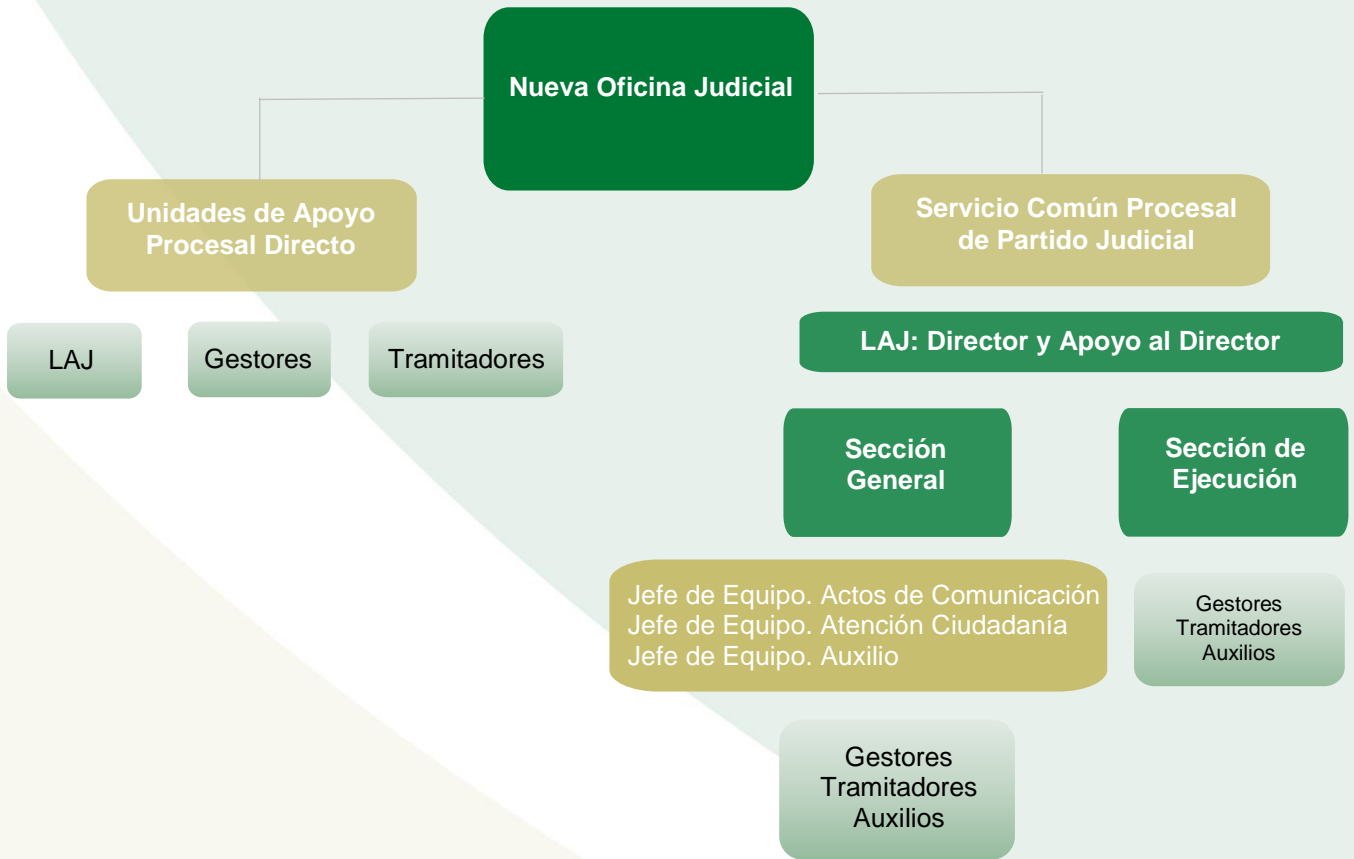 Nueva Oficina Judicial
Unidades de Apoyo
Procesal Directo
Servicio Común Procesal
de Partido Judicial
LAJ
Gestores
Tramitadores
LAJ: Director y Apoyo al Director
Sección
General
Sección de
Ejecución
Jefe de Equipo. Actos de Comunicación
Jefe de Equipo. Atención Ciudadanía
Jefe de Equipo. Auxilio
Gestores
Tramitadores
Auxilios
Gestores
Tramitadores
Auxilios